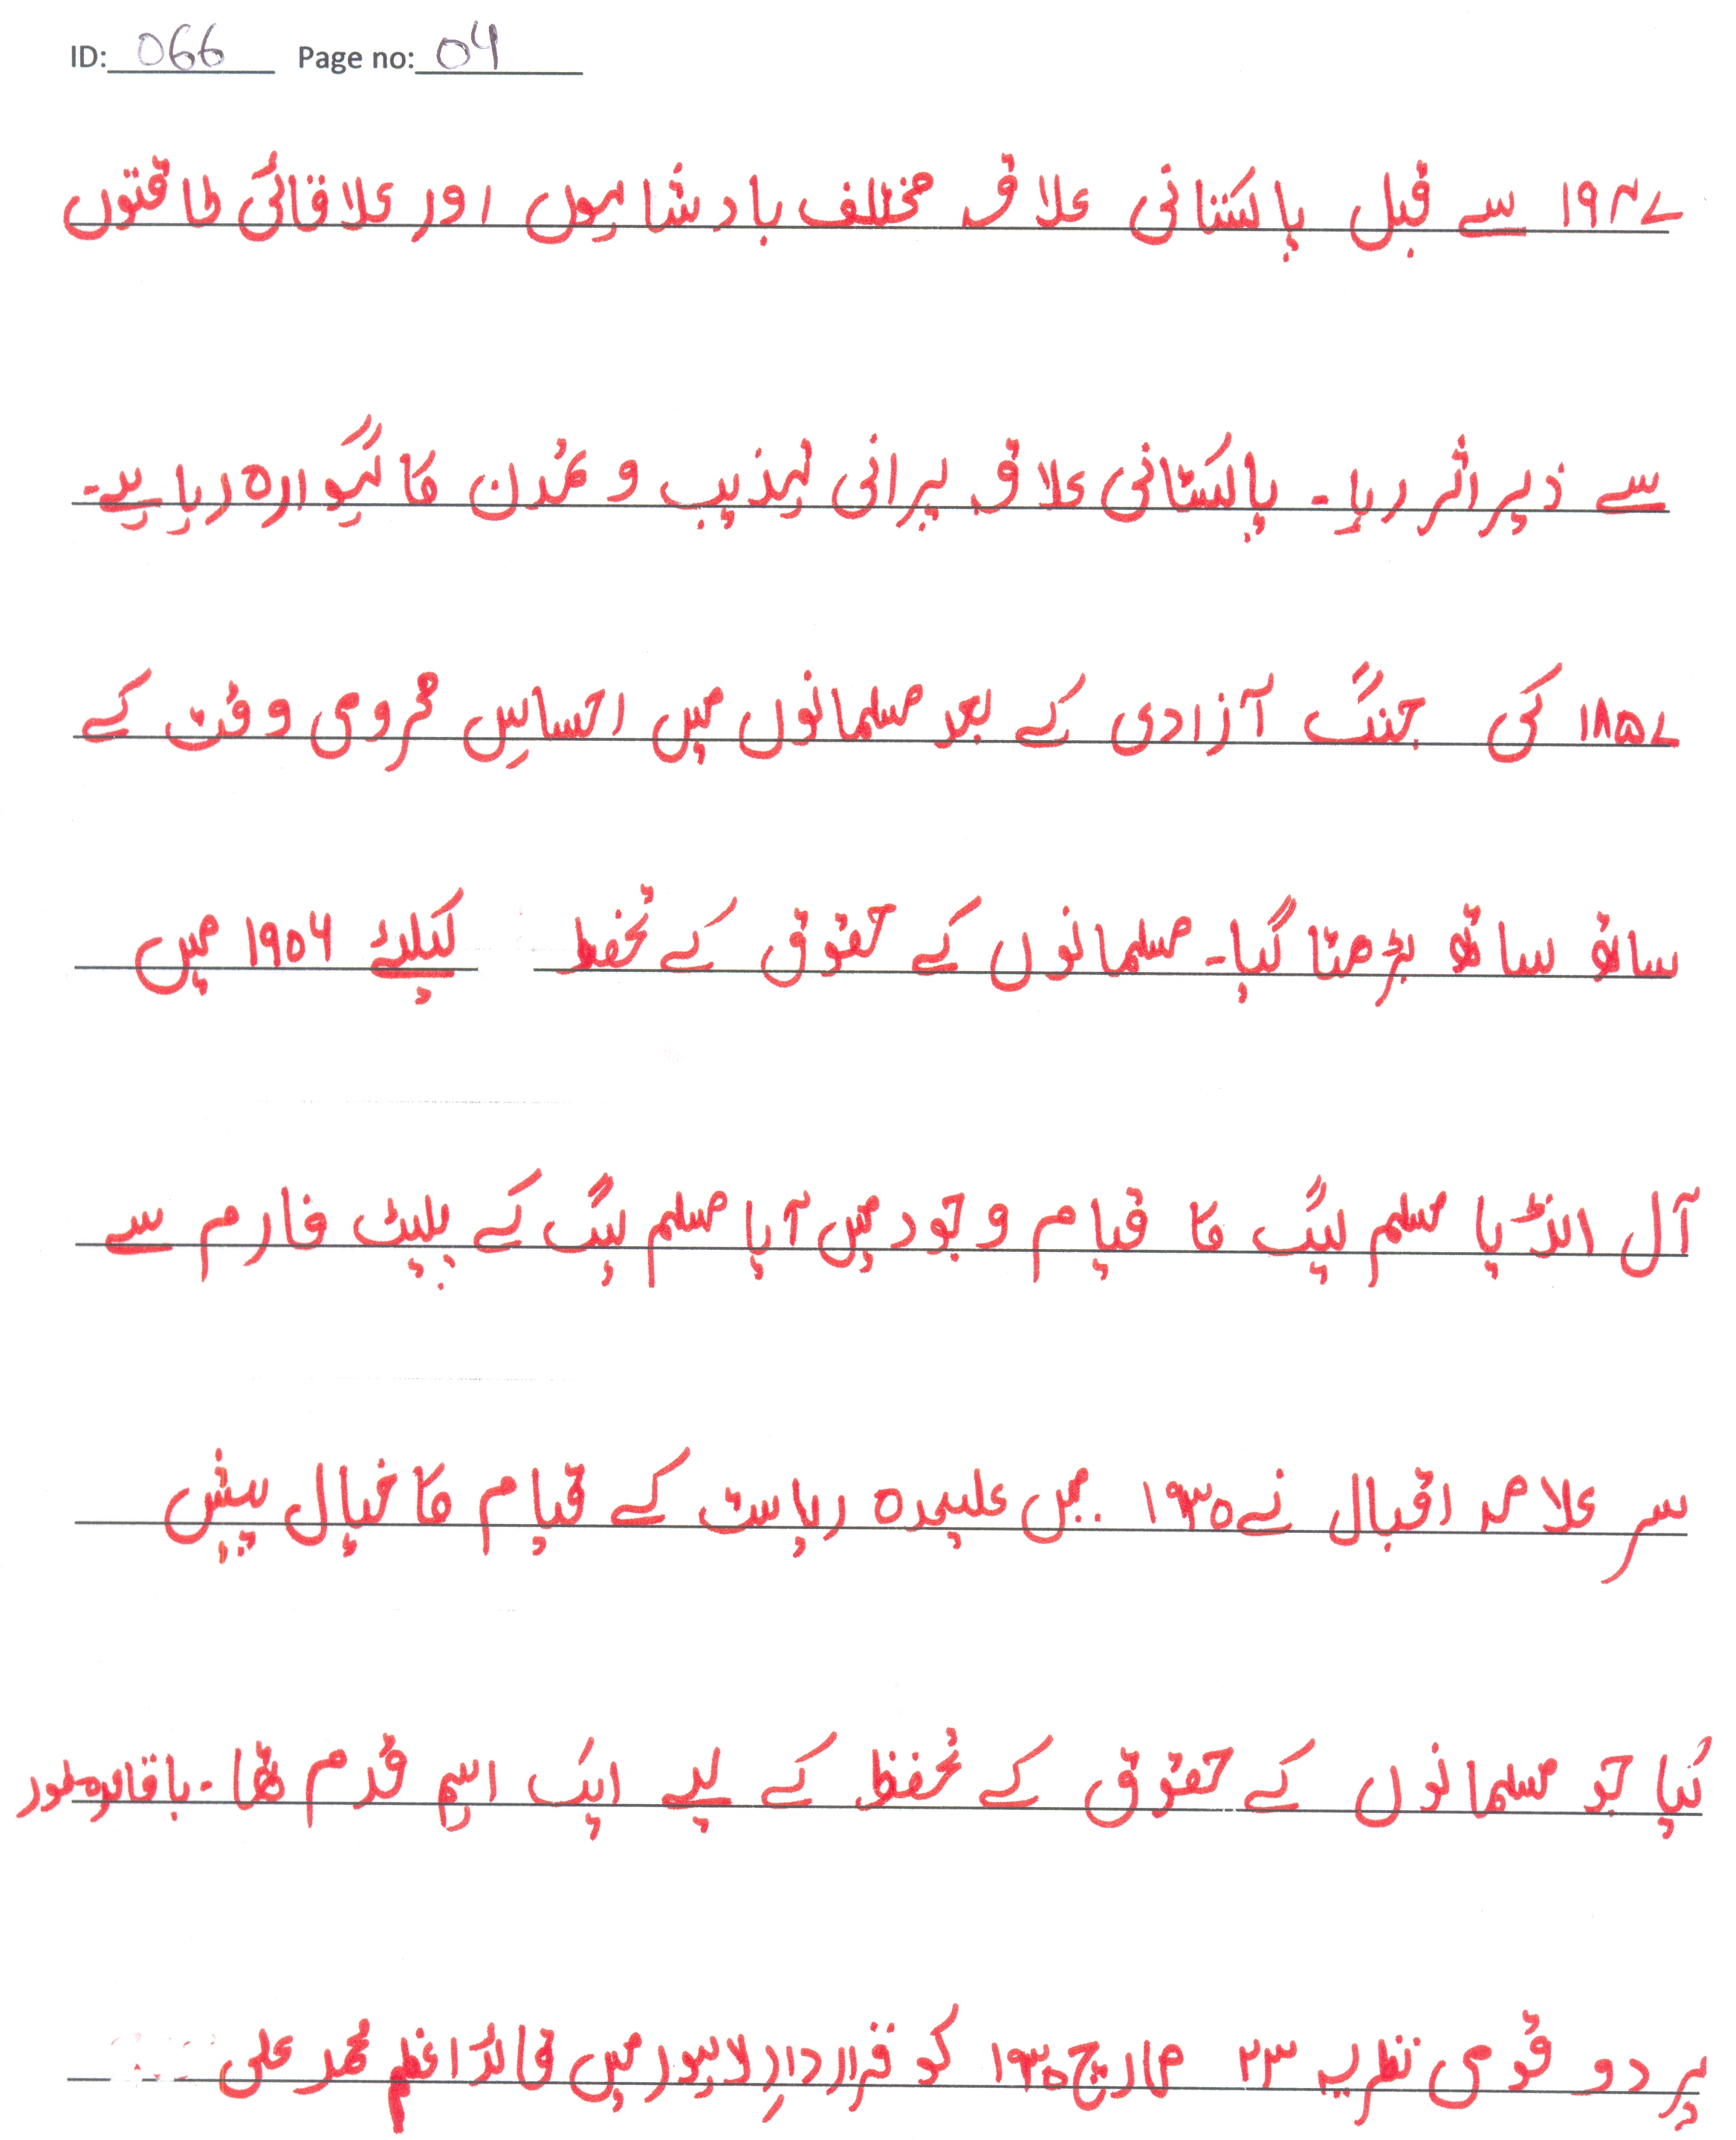 ID: 066 Page no: 04
۱۹۴۷ سے قبل پاکستانی علاقہ مختلف بادشاہوں اور علاقائی طاقتوں
سے ذیر اثر رہا۔ پاکستانی علاقہ پرانی تہذیب و تمدن کا گہوارہ رہا ہے۔
۱۸۵۷ کی جنگ آزادی کے بعد مسلمانوں میں احساسِ محرومی وقت کے
ساتھ ساتھ بڑھتا گیا۔ مسلمانوں کے حقوق کے تحفظ کیلئے ۱۹۰۶ میں
آل انڈیا مسلم لیگ کا قیام وجود میں آیا مسلم لیگ کے پلیٹ فارم سے
سر علامہ اقبال نے ۱۹۳۰ میں علیحدہ ریاست کے قیام کا خیال پیش
کیا جو مسلمانوں کے حقوق کے تحفظ کے لیے ایک اہم قدم تھا۔ باقاعدہ طور
پر دو قومی نظریہ ۲۳ مارچ ۱۹۳۰ کو قراردادِ لاہور میں قائد اعظم محمد علی